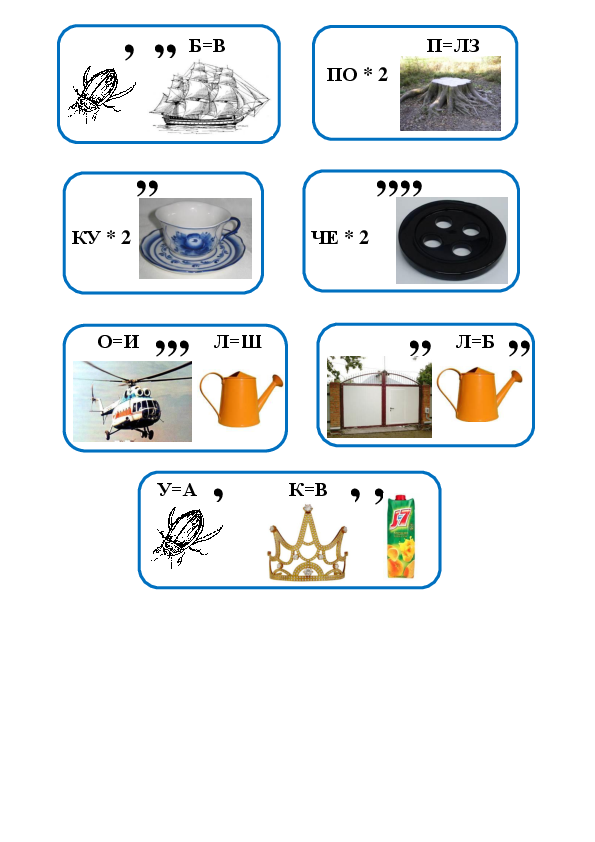 , ,, Б=В
П=ЛЗ
ПО * 2
,,
КУ * 2
,,,,
ЧЕ * 2
О=И ,,, Л=Ш
,, Л=Б ,,
У=А , К=В , ,
J7